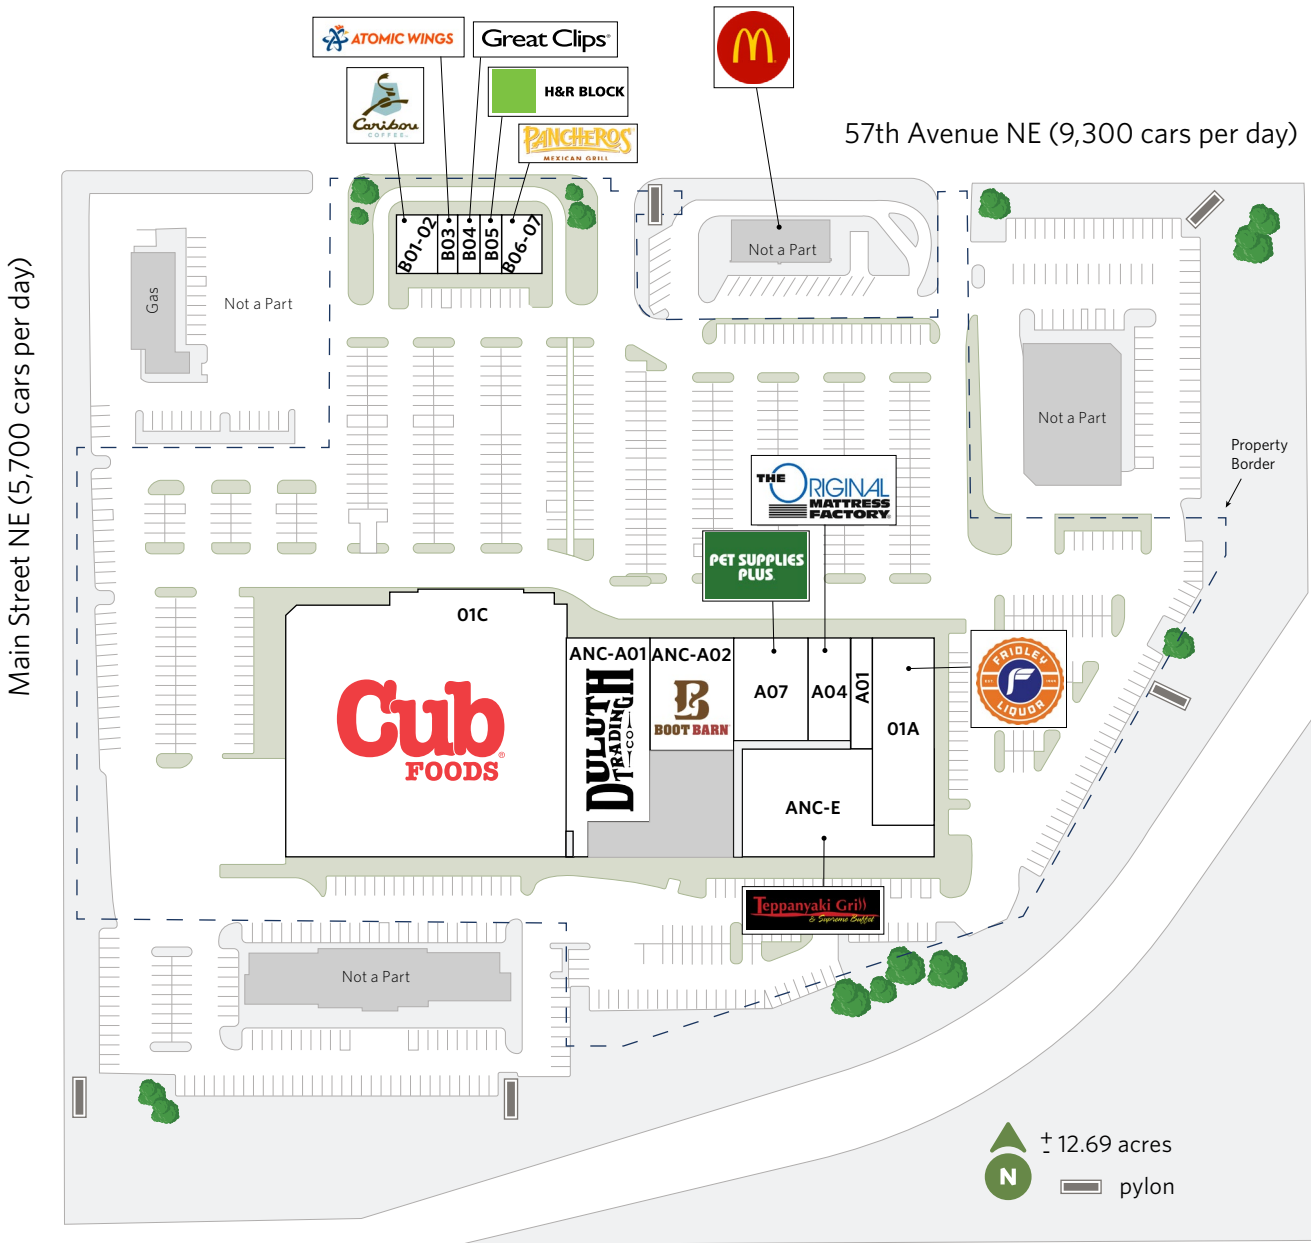 ATOMIC WINGS
Great Clips
Caribou
COFFEE
H&R BLOCK
PANCHEROS
MEXICAN GRILL
57th Avenue NE (9,300 cars per day)
B01-02
B03
B04
B05
B06-07
Not a Part
Gas
Not a Part
Not a Part
Property
Border
Main Street NE (5,700 cars per day)
THE ORIGINAL
MATTRESS
FACTORY
PET SUPPLIES
PLUS
01C
ANC-A01
ANC-A02
Cub
FOODS
DULUTH
TRADING
CO
B
BOOT BARN
A07
A04
A01
01A
FRIDLEY
F
LIQUOR
ANC-E
Teppanyaki Grill
& Supreme Buffet
Not a Part
± 12.69 acres
N
pylon